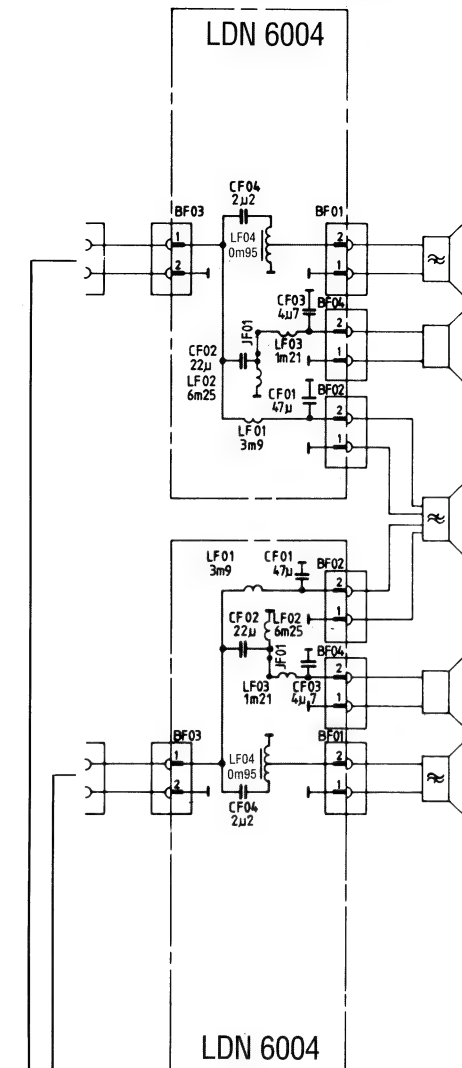 LDN 6004
CF04
2µ2
BF03
BF01
1
2
LF04
0m95
2
1
CF03
4µ7
BF04
JF01
2
1
LF03
1m21
CF02
22µ
LF02
6m25
CF01
47µ
BF02
2
1
LF01
3m9
LF01
3m9
CF01
47µ
BF02
2
1
CF02
22µ
LF02
6m25
JF01
BF04
2
1
LF03
1m21
CF03
4µ7
BF03
BF01
1
2
LF04
0m95
2
1
CF04
2µ2
LDN 6004